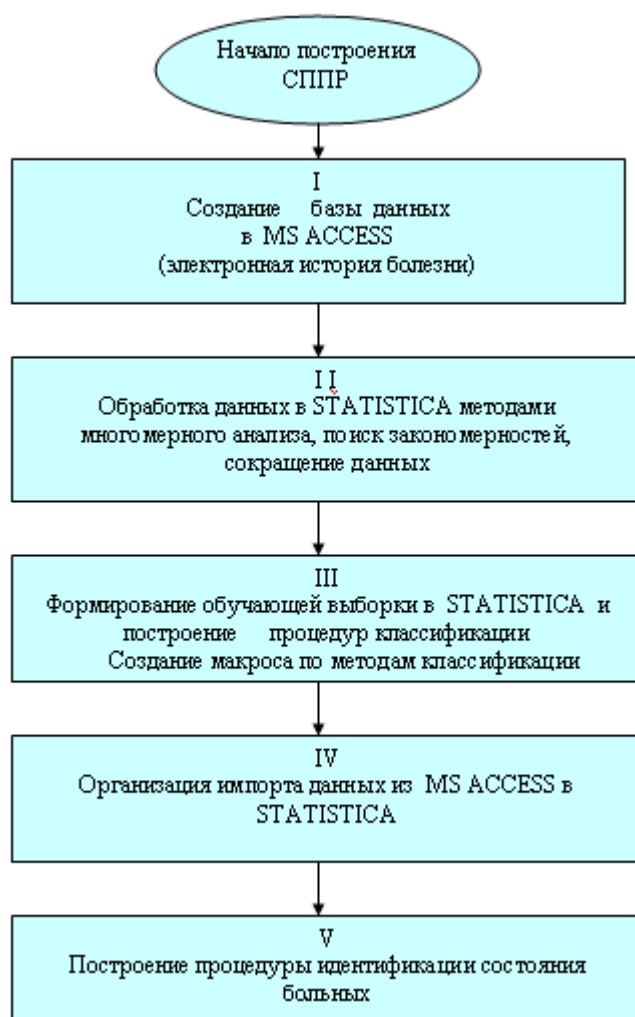 Начало построения
СППР
I
Создание базы данных
в MS ACCESS
(электронная история болезни)
I I
Обработка данных в STATISTICA методами
многомерного анализа, поиск закономерностей,
сокращение данных
III
Формирование обучающей выборки в STATISTICA и
построение процедур классификации
Создание макроса по методам классификации
IV
Организация импорта данных из MS ACCESS в
STATISTICA
V
Построение процедуры идентификации состояния
больных